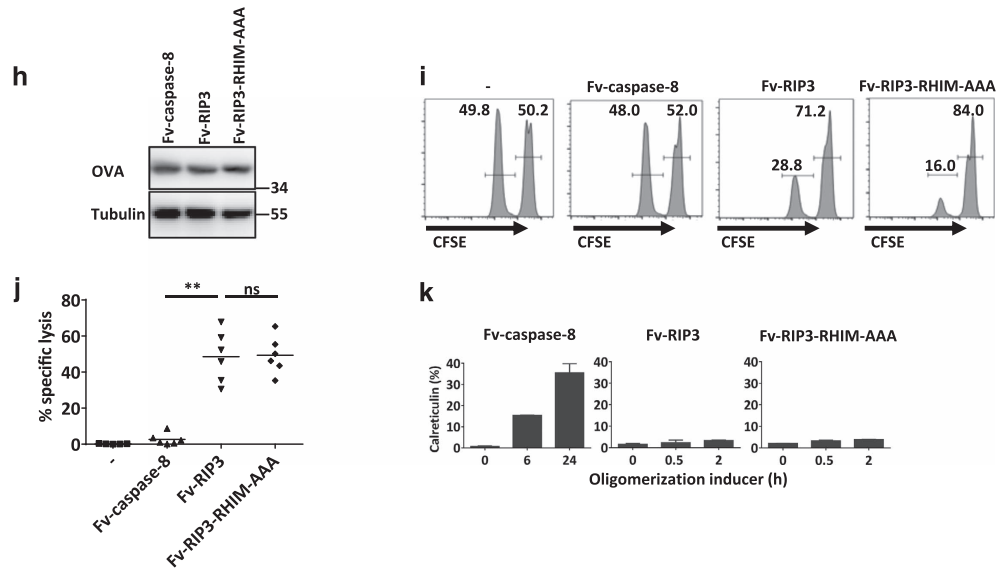 h
Fv-caspase-8
Fv-RIP3
Fv-RIP3-RHIM-AAA
OVA
34
Tubulin
55
i
-
Fv-caspase-8
Fv-RIP3
Fv-RIP3-RHIM-AAA
49.8 50.2
48.0 52.0
71.2
28.8
84.0
16.0
CFSE
CFSE
CFSE
CFSE
j
** ns
% specific lysis
80
60
40
20
0
-
Fv-caspase-8
Fv-RIP3
Fv-RIP3-RHIM-AAA
k
Fv-caspase-8
Fv-RIP3
Fv-RIP3-RHIM-AAA
Calreticulin (%)
40
30
20
10
0
0 6 24
40
30
20
10
0
0 0.5 2
40
30
20
10
0
0 0.5 2
Oligomerization inducer (h)